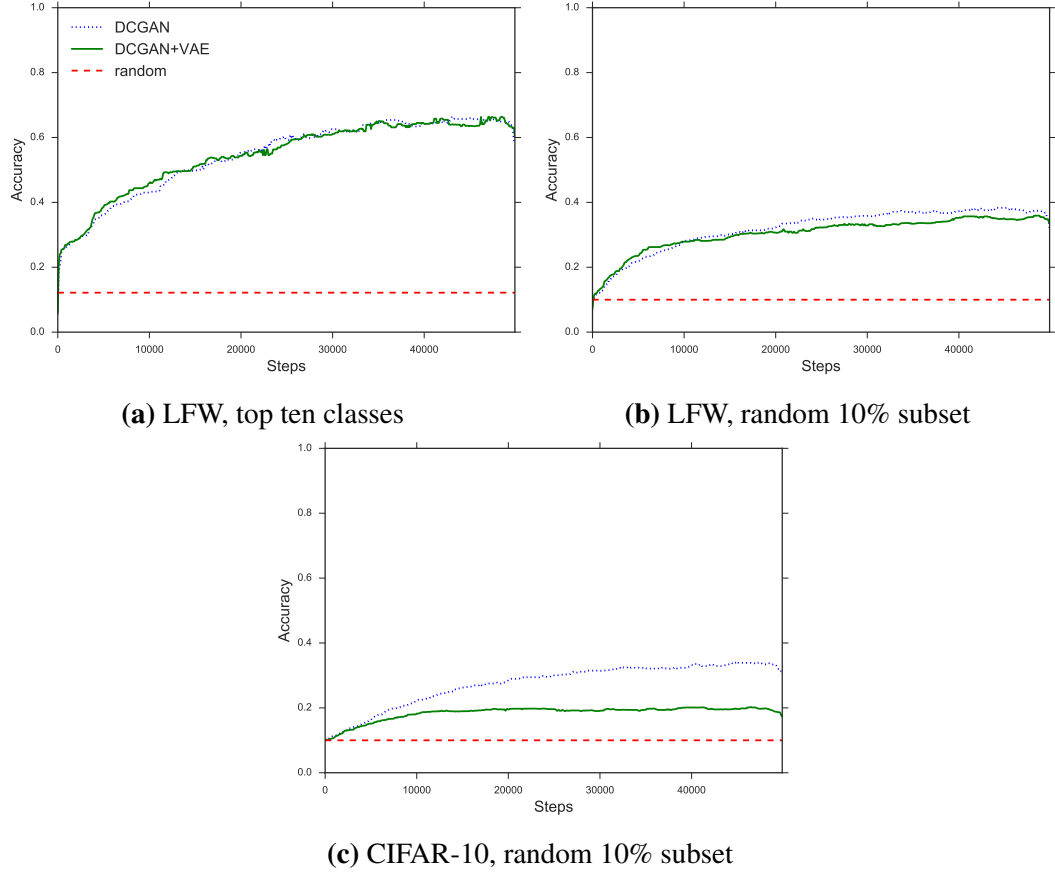 1.0
0.8
0.6
0.4
0.2
0.0
Accuracy
DCGAN
DCGAN+VAE
random
0 10000 20000 30000 40000
Steps
(a) LFW, top ten classes
1.0
0.8
0.6
0.4
0.2
0.0
Accuracy
0 10000 20000 30000 40000
Steps
(b) LFW, random 10% subset
1.0
0.8
0.6
0.4
0.2
0.0
Accuracy
0 10000 20000 30000 40000
Steps
(c) CIFAR-10, random 10% subset